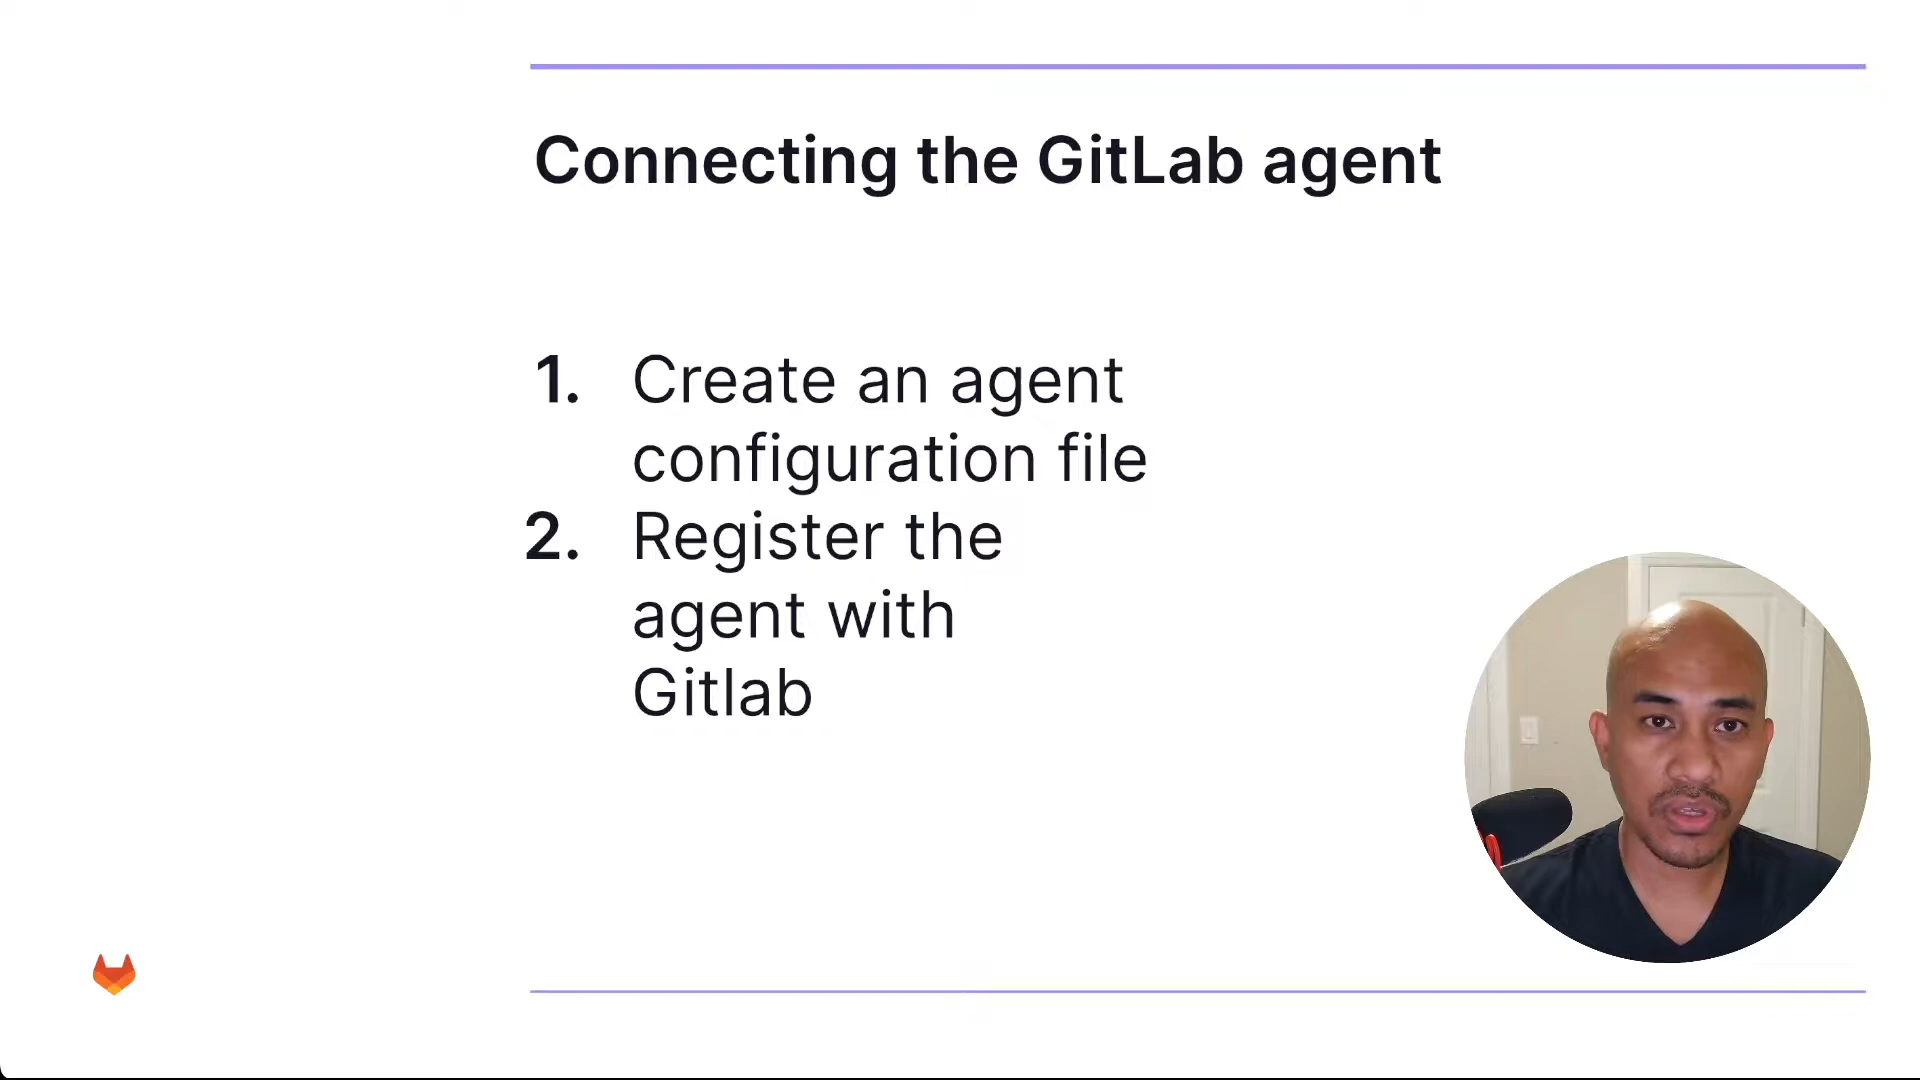 Connecting the GitLab agent
1. Create an agent
configuration file
2. Register the
agent with
Gitlab